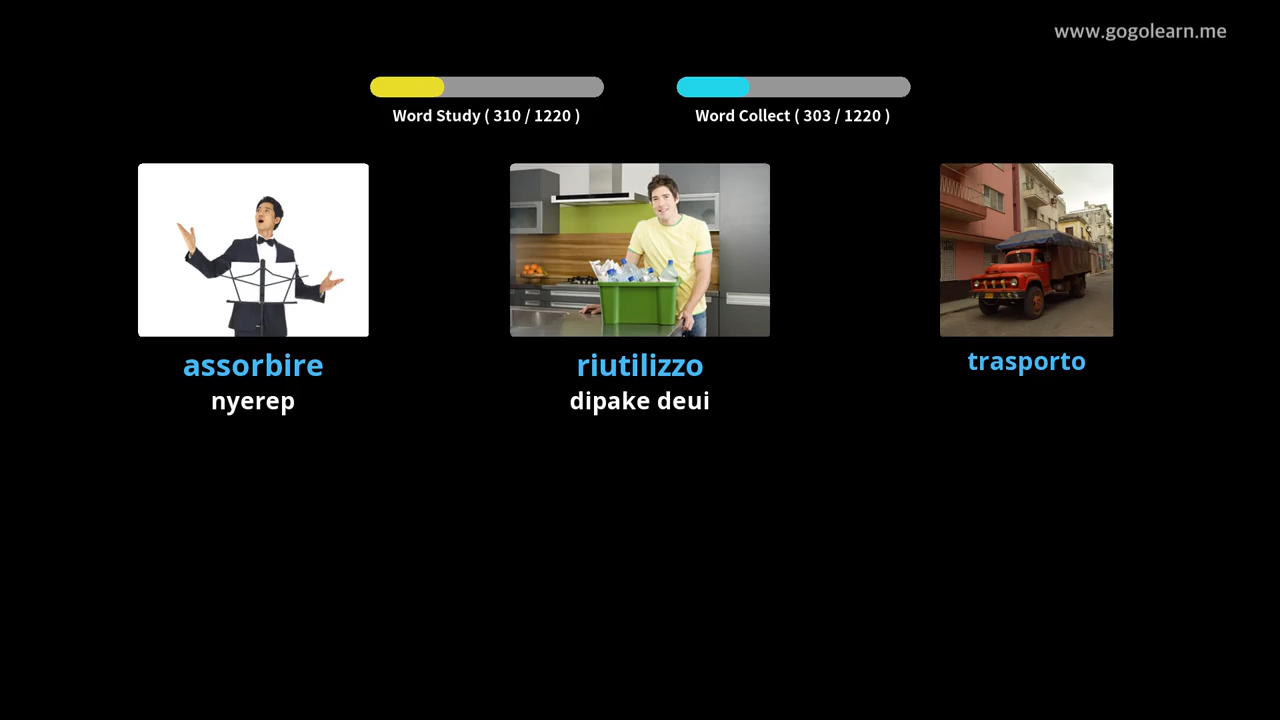 www.gogolearn.me
Word Study ( 310 / 1220 )
Word Collect ( 303 / 1220 )
assorbire
nyerep
riutilizzo
dipake deui
trasporto